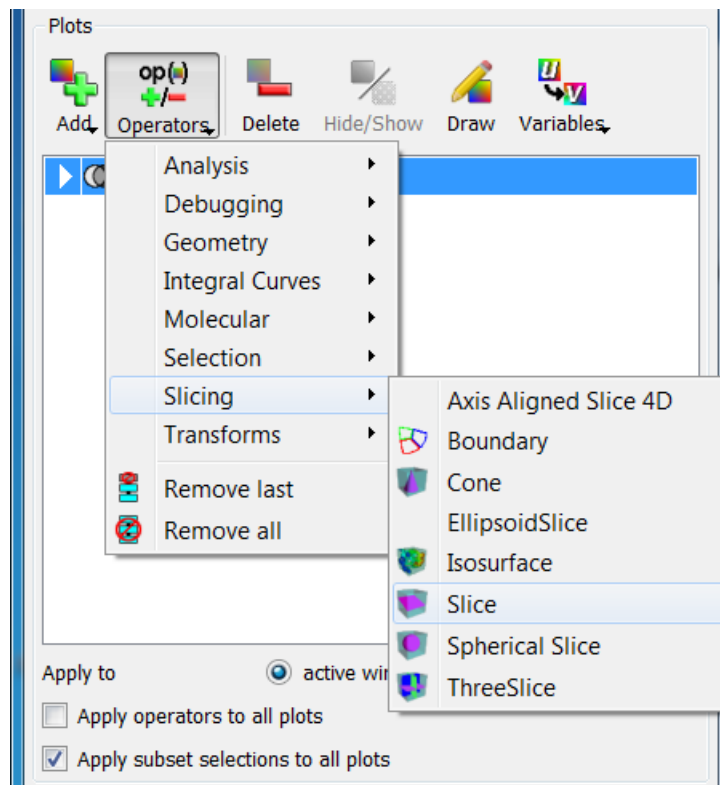 Plots
op(=)
+/-
Add Operators Delete Hide/Show Draw Variables
u
v
Analysis
Debugging
Geometry
Integral Curves
Molecular
Selection
Slicing
Transforms
Remove last
Remove all
Axis Aligned Slice 4D
Boundary
Cone
EllipsoidSlice
Isosurface
Slice
Spherical Slice
ThreeSlice
Apply to active wi
Apply operators to all plots
Apply subset selections to all plots